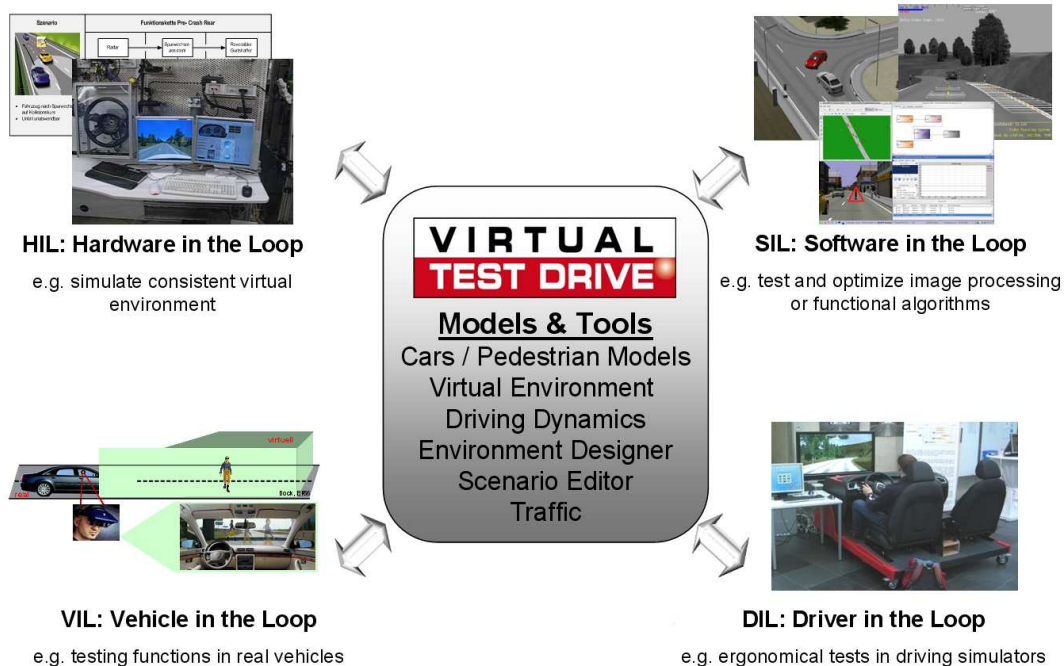 Szenario
Funktionskette Pre- Crash Rear
Radar
HIL: Hardware in the Loop
e.g. simulate consistent virtual
environment
SIL: Software in the Loop
e.g. test and optimize image processing
or functional algorithms
VIRTUAL
TEST DRIVE
Models & Tools
Cars / Pedestrian Models
Virtual Environment
Driving Dynamics
Environment Designer
Scenario Editor
Traffic
virtuell
real
VIL: Vehicle in the Loop
e.g. testing functions in real vehicles
DIL: Driver in the Loop
e.g. ergonomical tests in driving simulators